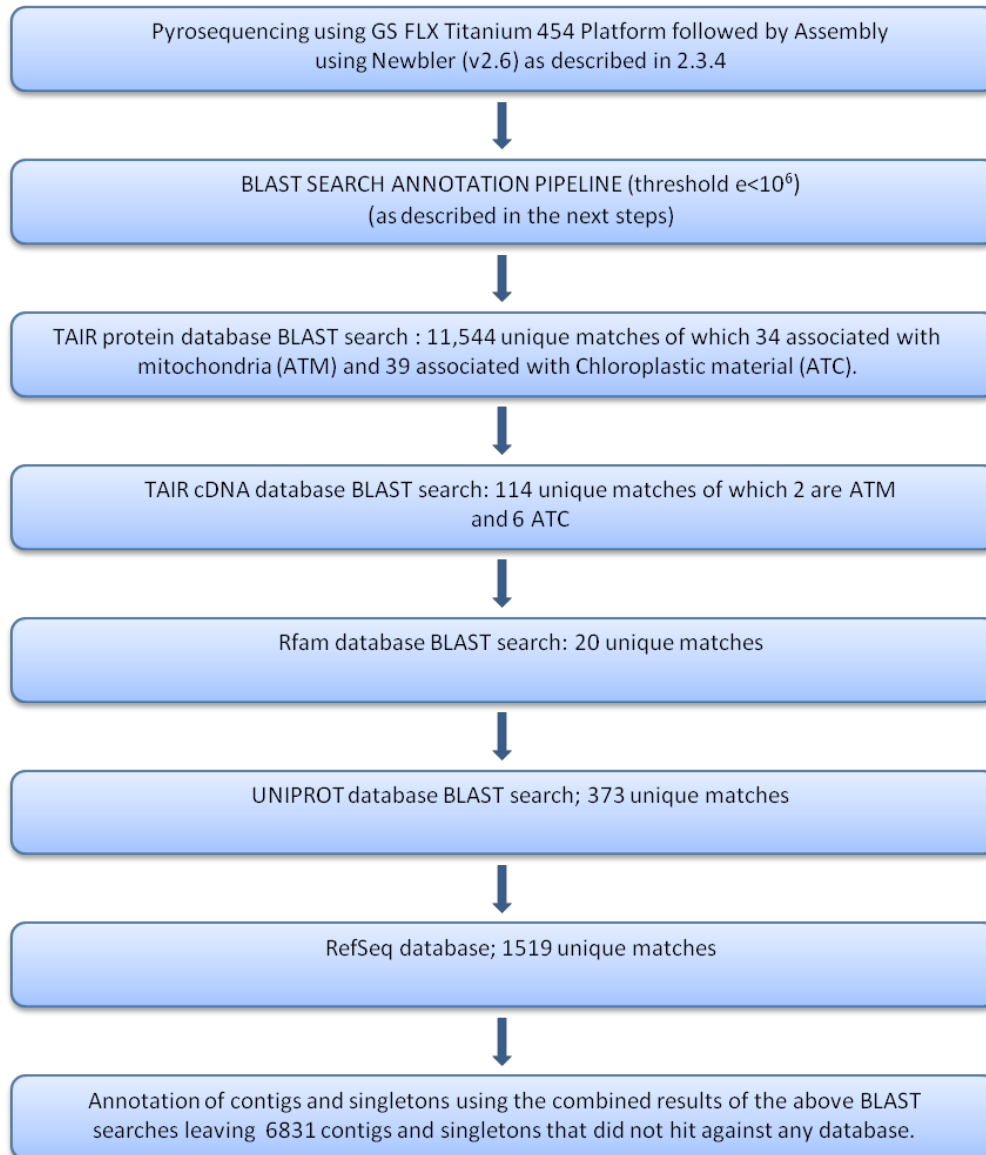 Pyrosequencing using GS FLX Titanium 454 Platform followed by Assembly
using Newbler (v2.6) as described in 2.3.4
BLAST SEARCH ANNOTATION PIPELINE (threshold e<10⁶)
(as described in the next steps)
TAIR protein database BLAST search : 11,544 unique matches of which 34 associated with
mitochondria (ATM) and 39 associated with Chloroplastic material (ATC).
TAIR cDNA database BLAST search: 114 unique matches of which 2 are ATM
and 6 ATC
Rfam database BLAST search: 20 unique matches
UNIPROT database BLAST search; 373 unique matches
RefSeq database; 1519 unique matches
Annotation of contigs and singletons using the combined results of the above BLAST
searches leaving 6831 contigs and singletons that did not hit against any database.